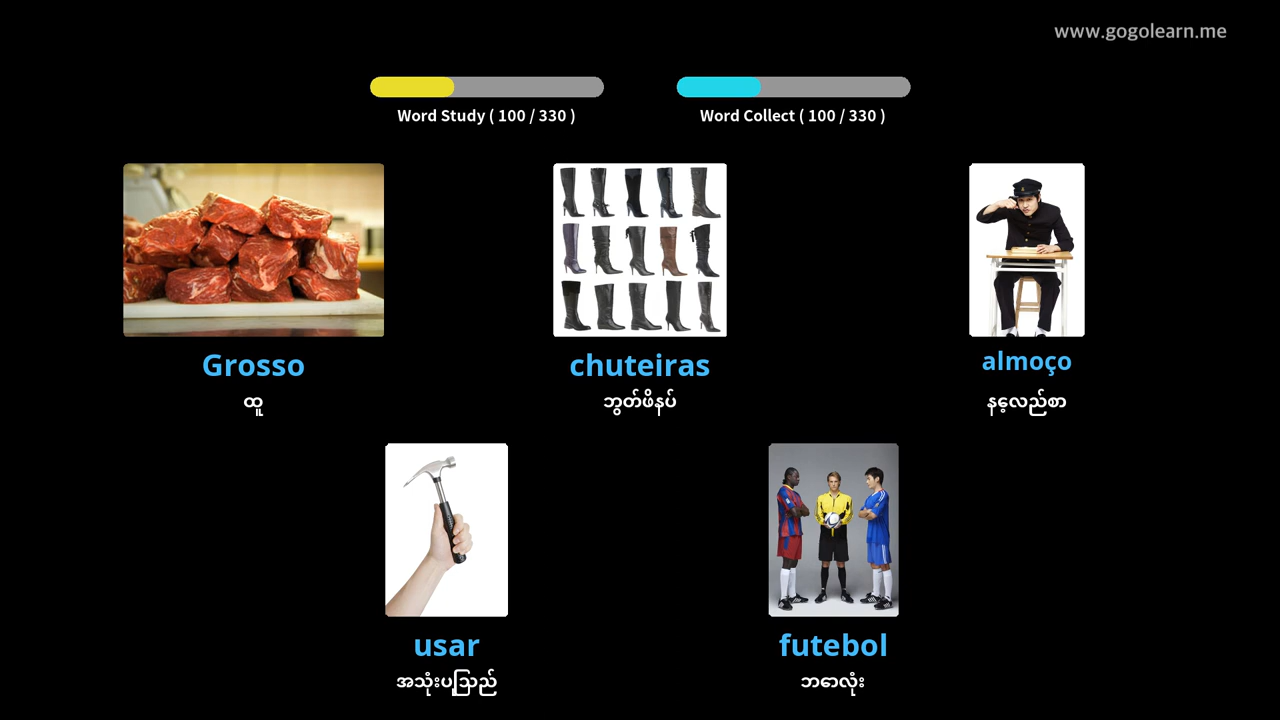 www.gogolearn.me
Word Study ( 100 / 330 )
Word Collect ( 100 / 330 )
Grosso
ထူ
chuteiras
ဘွတ်ဖိနပ်
almoço
နေ့လည်စာ
usar
အသုံးပြုသည်
futebol
ဘောလုံး